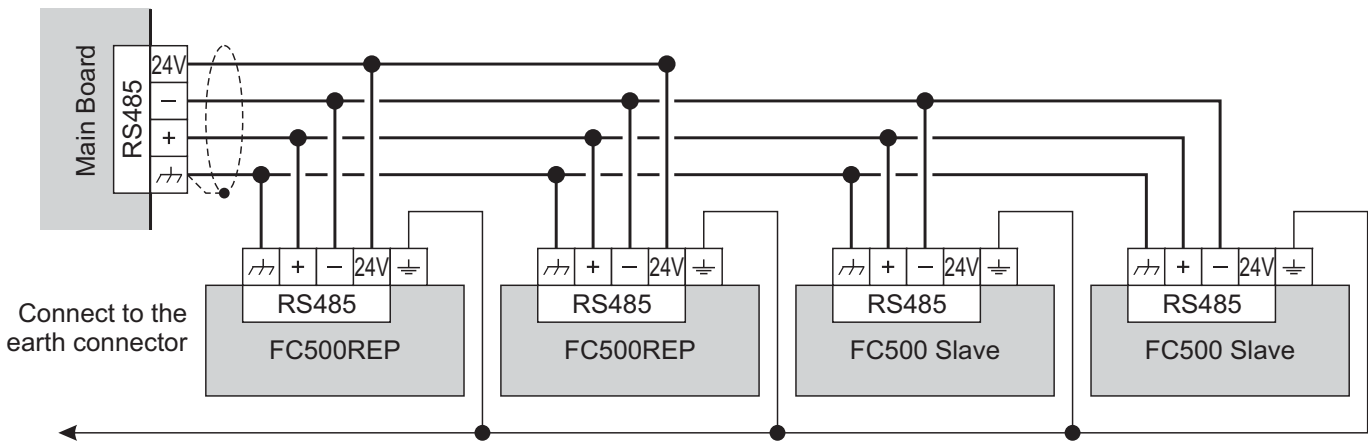 Main Board
RS485
24V
–
+
+ – 24V
RS485
FC500REP
+ – 24V
RS485
FC500REP
+ – 24V
RS485
FC500 Slave
+ – 24V
RS485
FC500 Slave
Connect to the
earth connector